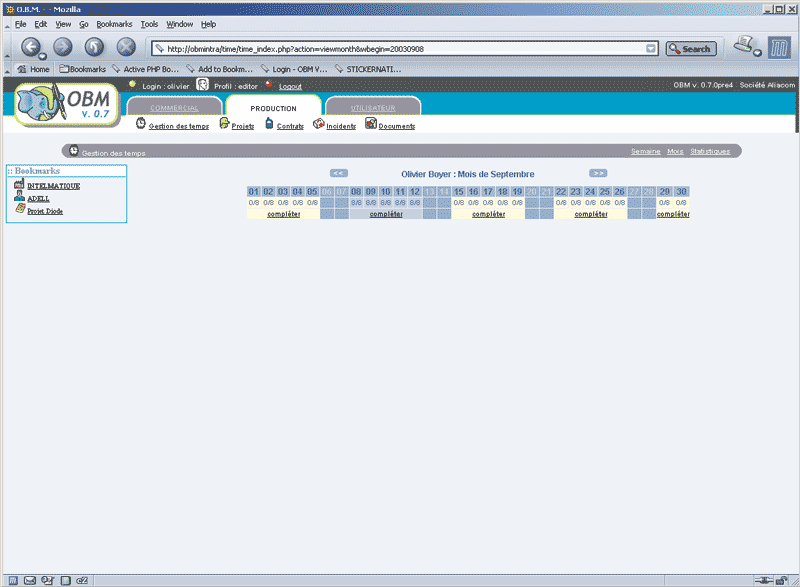 O.B.M. - - Mozilla
File Edit View Go Bookmarks Tools Window Help
http://obmintra/time/time_index.php?action=viewmonth&wbegin=20030908 Search
Home Bookmarks Active PHP Bo... Add to Bookm... Login - OBM V... STICKERNATI...
Login : olivier Profil : editor Logout OBM v. 0.7.0pre4 Société Aliacom
OBM
v. 0.7
COMMERCIAL PRODUCTION UTILISATEUR
Gestion des temps Projets Contrats Incidents Documents
Gestion des temps Semaine Mois Statistiques
:: Bookmarks
INTELMATIQUE
ADELL
Projet Diode
<< Olivier Boyer : Mois de Septembre >>
01 02 03 04 05 06 07 08 09 10 11 12 13 14 15 16 17 18 19 20 21 22 23 24 25 26 27 28 29 30
0/8 0/8 0/8 0/8 0/8 8/8 8/8 8/8 8/8 8/8 0/8 0/8 0/8 0/8 0/8 0/8 0/8 0/8 0/8 0/8 0/8 0/8
compléter compléter compléter compléter compléter